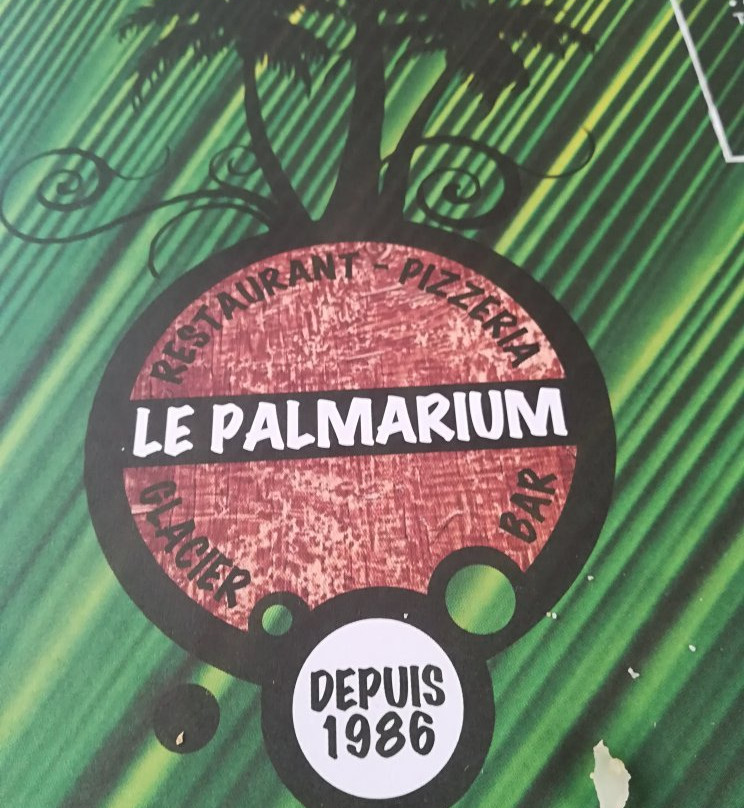 RESTAURANT - PIZZERIA
LE PALMARIUM
GLACIER
BAR
DEPUIS
1986